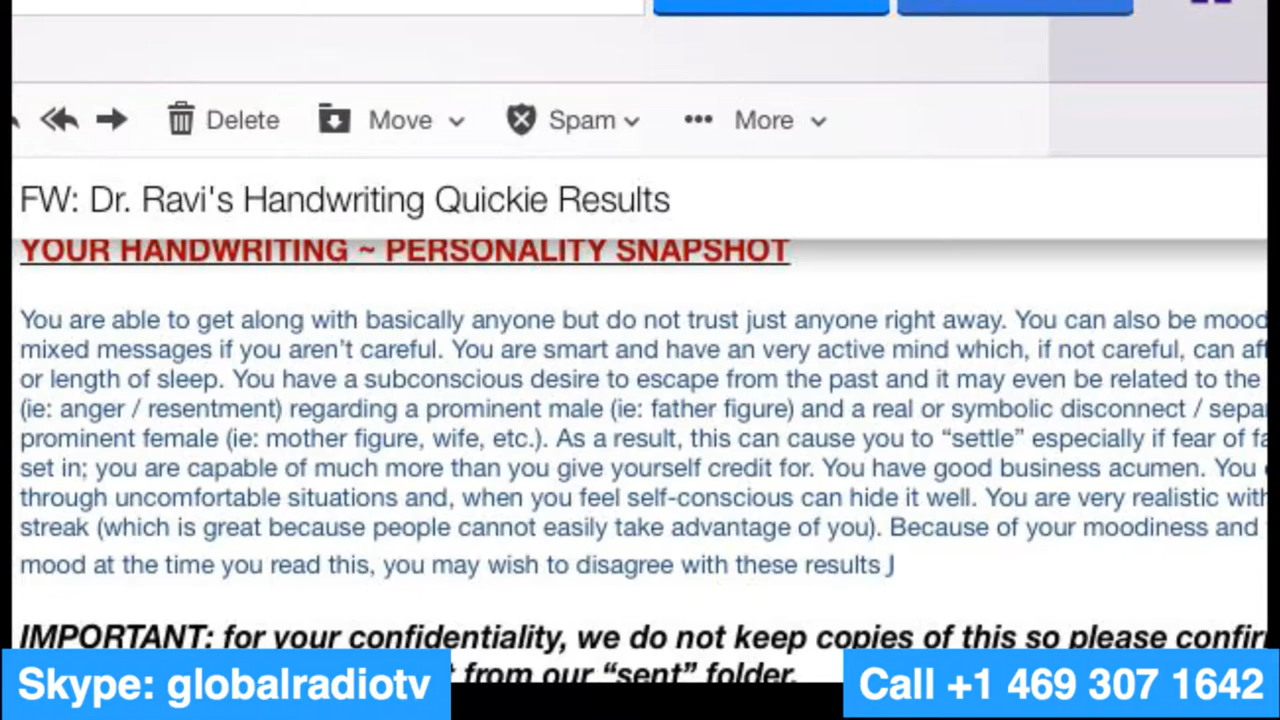 Delete Move Spam More
FW: Dr. Ravi's Handwriting Quickie Results
YOUR HANDWRITING ~ PERSONALITY SNAPSHOT
You are able to get along with basically anyone but do not trust just anyone right away. You can also be mood
mixed messages if you aren't careful. You are smart and have an very active mind which, if not careful, can aff
or length of sleep. You have a subconscious desire to escape from the past and it may even be related to the
(ie: anger / resentment) regarding a prominent male (ie: father figure) and a real or symbolic disconnect / sepa
prominent female (ie: mother figure, wife, etc.). As a result, this can cause you to “settle” especially if fear of fa
set in; you are capable of much more than you give yourself credit for. You have good business acumen. You
through uncomfortable situations and, when you feel self-conscious can hide it well. You are very realistic with
streak (which is great because people cannot easily take advantage of you). Because of your moodiness and
mood at the time you read this, you may wish to disagree with these results J
IMPORTANT: for your confidentiality, we do not keep copies of this so please confir
t from our “sent” folder.
Skype: globalradiotv
Call +1 469 307 1642